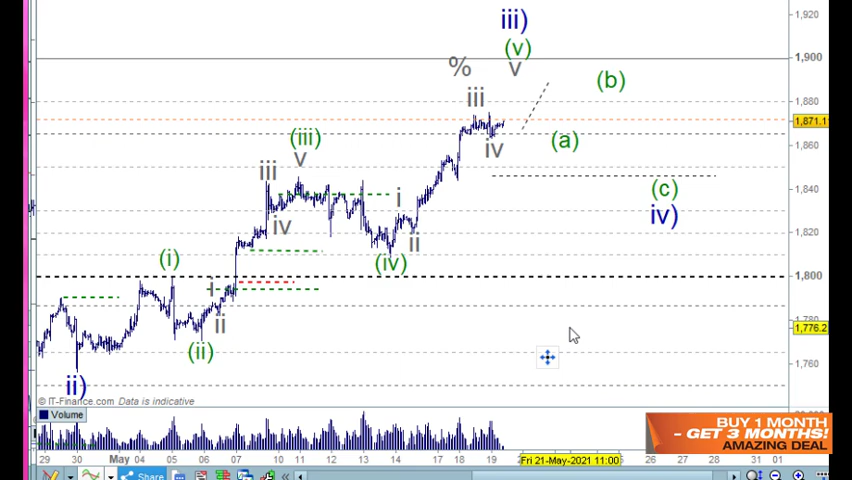 1,920
iii)
(v)
% v
1,900
(b)
iii
1,880
1,871.11
(iii)
v
iv
(a)
1,860
iii
i
1,840
(c)
iv
ii
iv)
1,820
(i)
(iv)
1,800
i
ii
1,776.2
(ii)
1,760
ii)
© IT-Finance.com Data is indicative
Volume
BUY 1 MONTH
- GET 3 MONTHS!
AMAZING DEAL
29 May 04 05 06 07 10 11 12 13 14 17 18 19 Fri 21-May-2021 11:00 26 27 28 31 01
Share